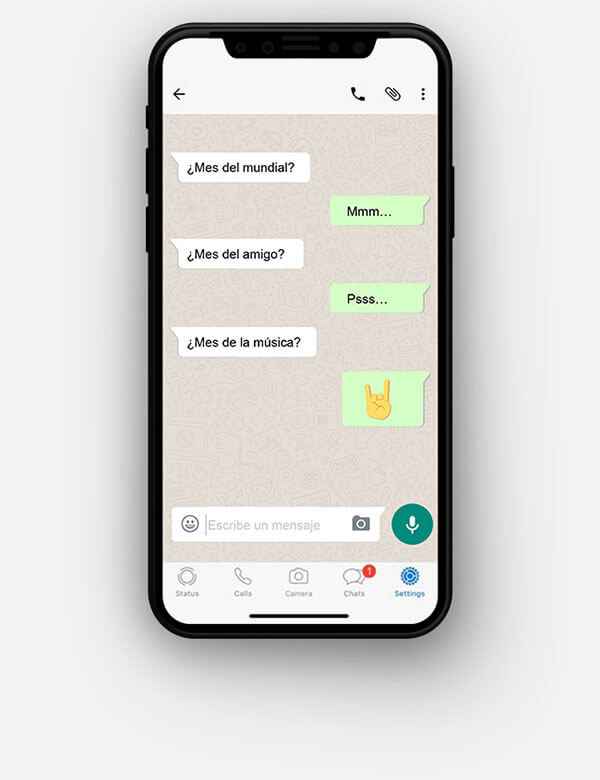 ¿Mes del mundial?
Mmm...
¿Mes del amigo?
Psss...
¿Mes de la música?
Escribe un mensaje
1
Status
Calls
Camera
Chats
Settings